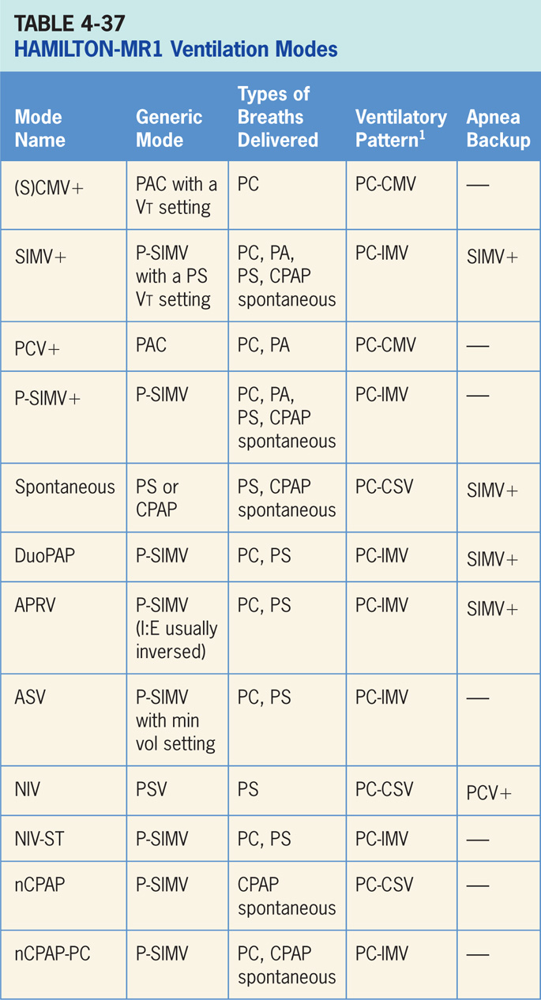 TABLE 4-37
HAMILTON-MR1 Ventilation Modes
Mode Name
Generic Mode
Types of Breaths Delivered
Ventilatory Pattern1
Apnea Backup
(S)CMV+
PAC with a VT setting
PC
PC-CMV
—
SIMV+
P-SIMV with a PS VT setting
PC, PA, PS, CPAP spontaneous
PC-IMV
SIMV+
PCV+
PAC
PC, PA
PC-CMV
—
P-SIMV+
P-SIMV
PC, PA, PS, CPAP spontaneous
PC-IMV
—
Spontaneous
PS or CPAP
PS, CPAP spontaneous
PC-CSV
SIMV+
DuoPAP
P-SIMV
PC, PS
PC-IMV
SIMV+
APRV
P-SIMV (I:E usually inversed)
PC, PS
PC-IMV
SIMV+
ASV
P-SIMV with min vol setting
PC, PS
PC-IMV
—
NIV
PSV
PS
PC-CSV
PCV+
NIV-ST
P-SIMV
PC, PS
PC-IMV
—
nCPAP
P-SIMV
CPAP spontaneous
PC-CSV
—
nCPAP-PC
P-SIMV
PC, CPAP spontaneous
PC-IMV
—